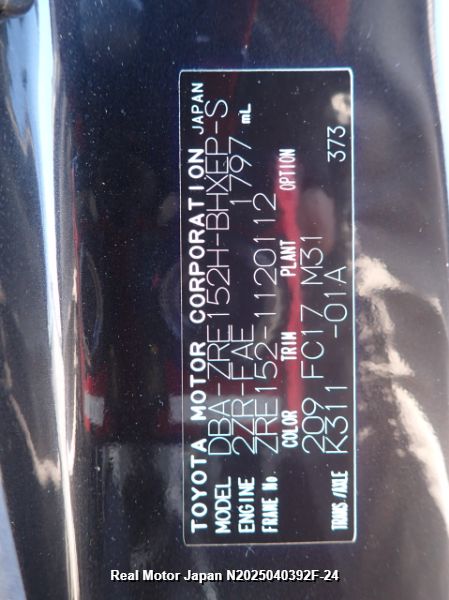 TOYOTA MOTOR CORPORATION JAPAN
MODEL DBA-ZRE152H-BHXEP-S
ENGINE 2ZR-FAE 1797 mL
FRAME No. ZRE152-1120112
COLOR TRIM PLANT OPTION
209 FC17 M31
TRANS/AXLE K311 -01A 373
Real Motor Japan N2025040392F-24